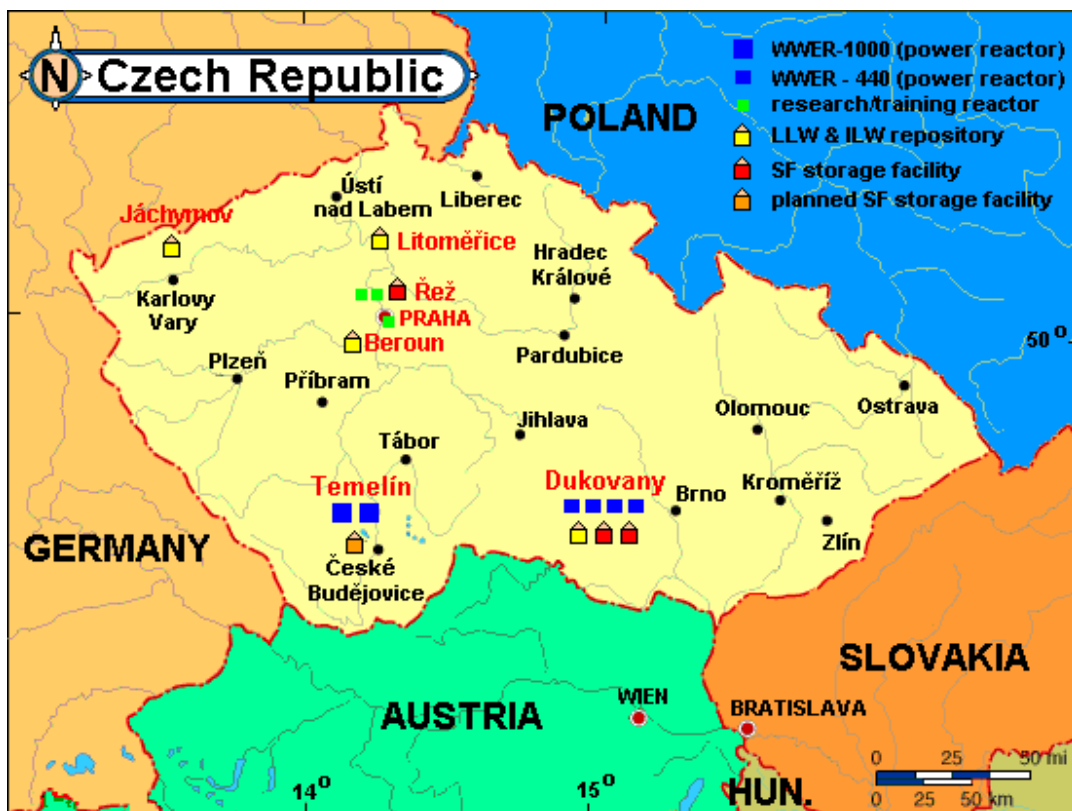 N Czech Republic
WWER-1000 (power reactor)
WWER - 440 (power reactor)
research/training reactor
LLW & ILW repository
SF storage facility
planned SF storage facility
POLAND
Ústí
nad Labem
Liberec
Jáchymov
Litoměřice
Hradec
Králové
Karlovy
Vary
Řež
PRAHA
Beroun
Pardubice
50 o
Plzeň
Příbram
Ostrava
Olomouc
Jihlava
Tábor
Temelín
Dukovany
Brno
Kroměříž
Zlín
GERMANY
České
Budějovice
SLOVAKIA
AUSTRIA
WIEN
BRATISLAVA
HUN.
14 o
15 o
0 25 50 mi
0 25 50 km